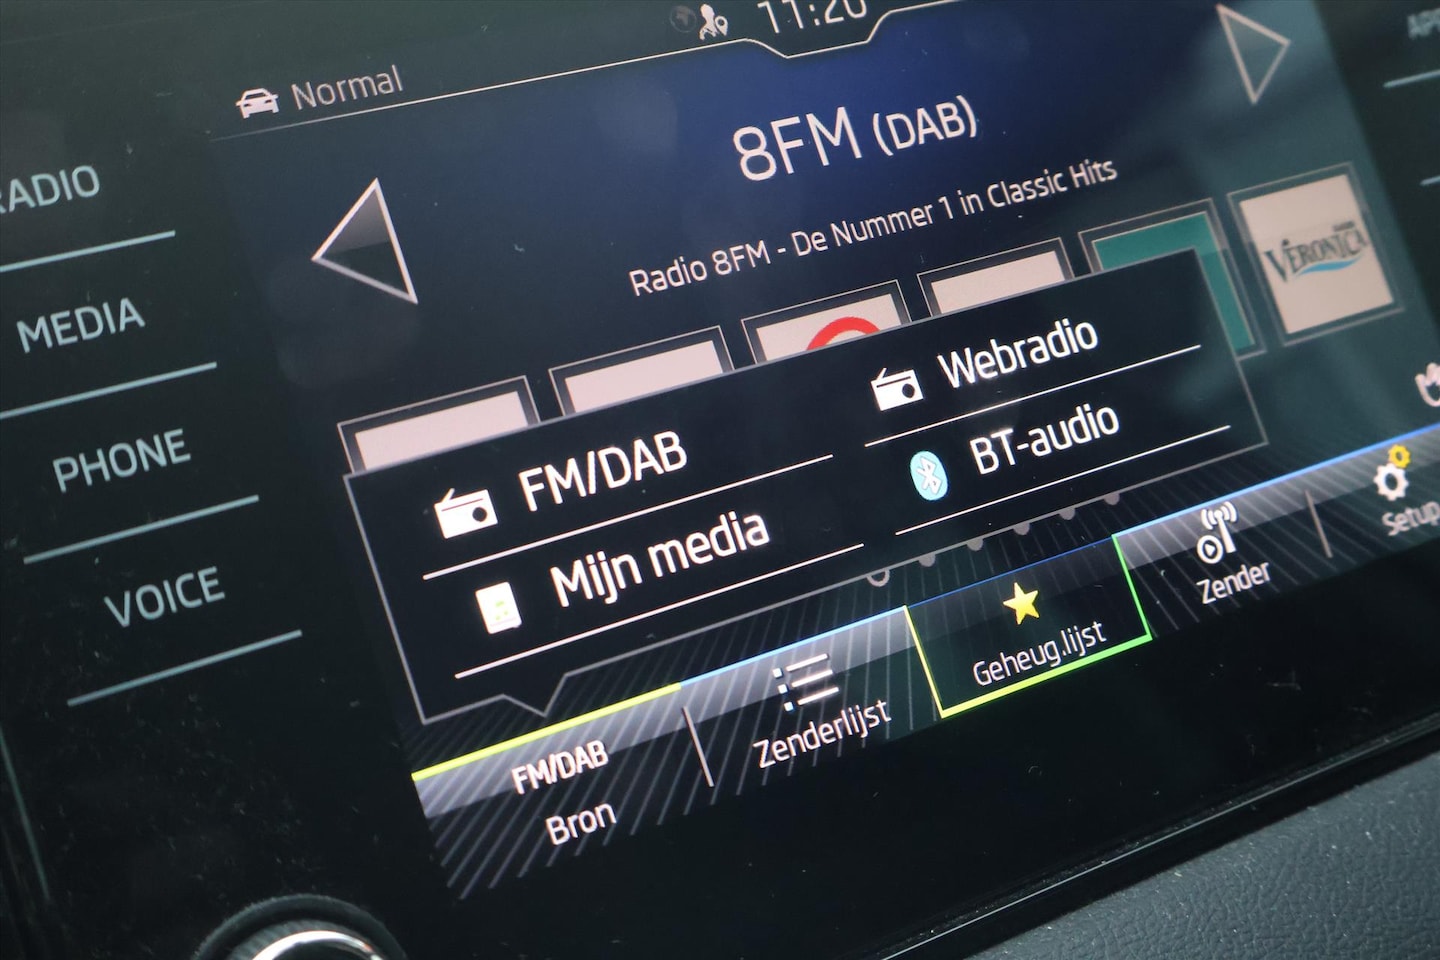 11:20
Normal
8FM (DAB)
Radio 8FM - De Nummer 1 in Classic Hits
RADIO
MEDIA
PHONE
VOICE
VERONICA
Webradio
FM/DAB
BT-audio
Mijn media
FM/DAB
Bron
Zenderlijst
Geheug.lijst
Zender
Setup